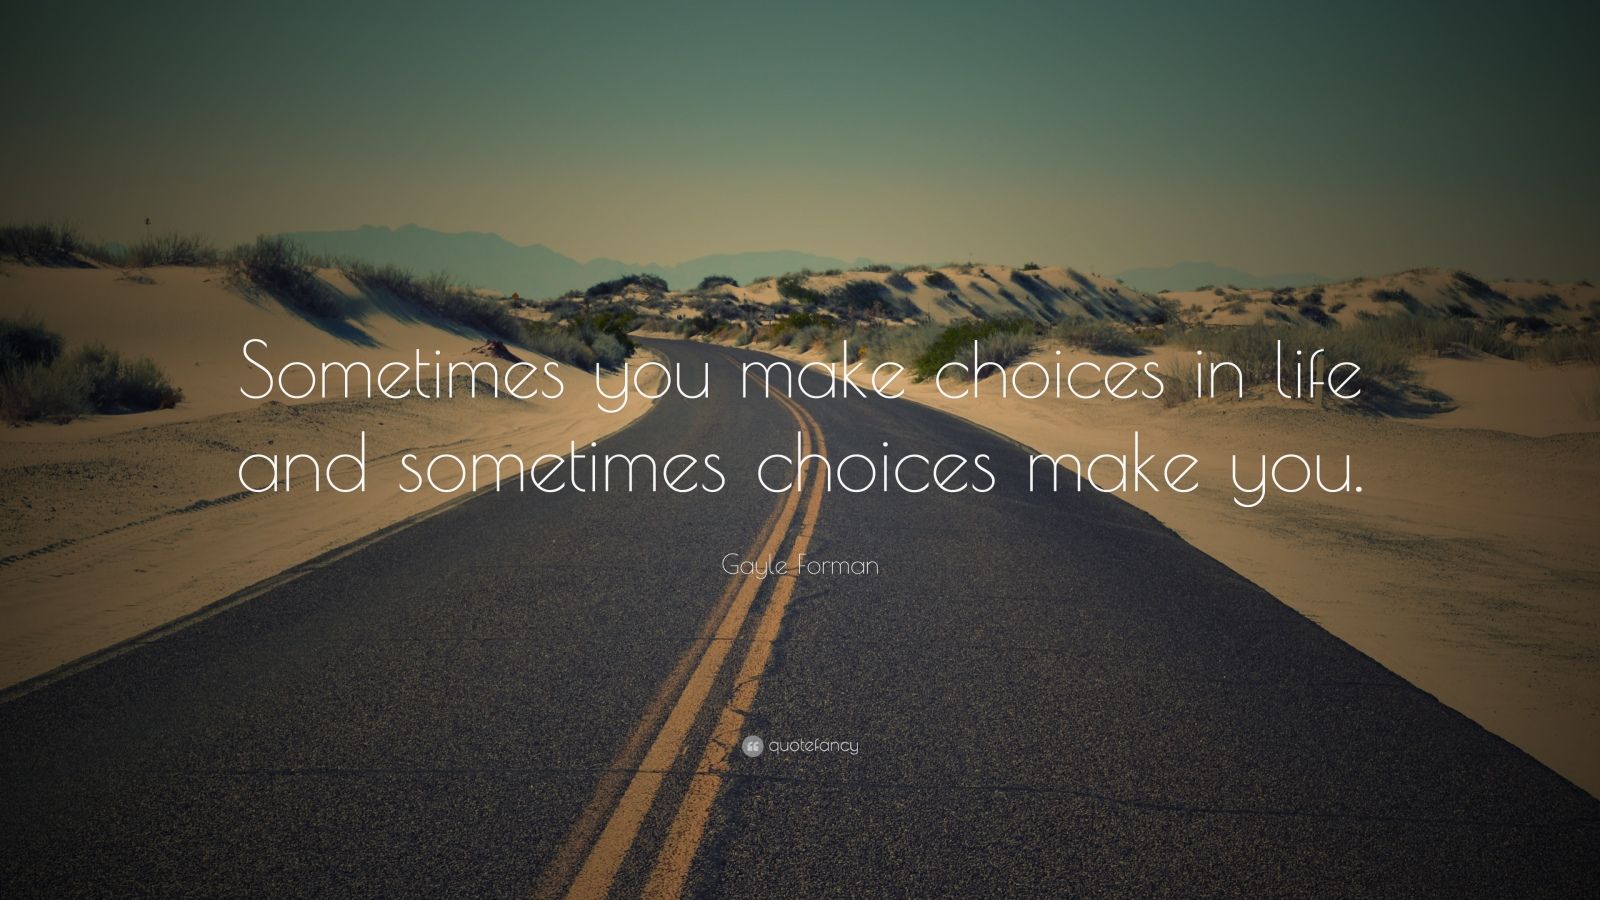 Sometimes you make choices in life
and sometimes choices make you.
Gayle Forman
quotefancy